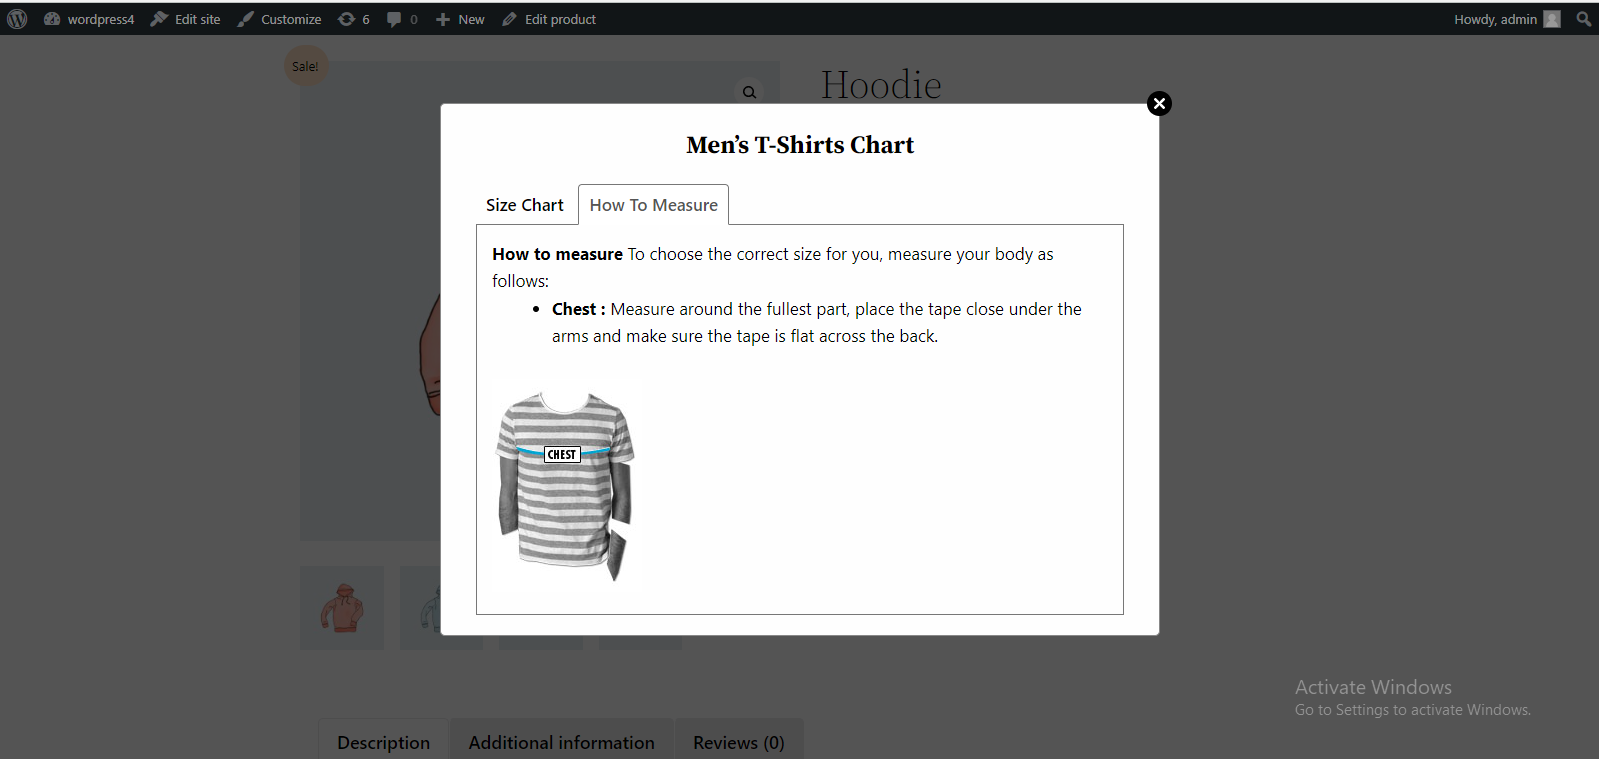 wordpress4 Edit site Customize 6 0 New Edit product Howdy, admin
Sale!
Hoodie
Men’s T-Shirts Chart
Size Chart How To Measure
How to measure To choose the correct size for you, measure your body as
follows:
• Chest : Measure around the fullest part, place the tape close under the
arms and make sure the tape is flat across the back.
CHEST
Activate Windows
Go to Settings to activate Windows.
Description Additional information Reviews (0)